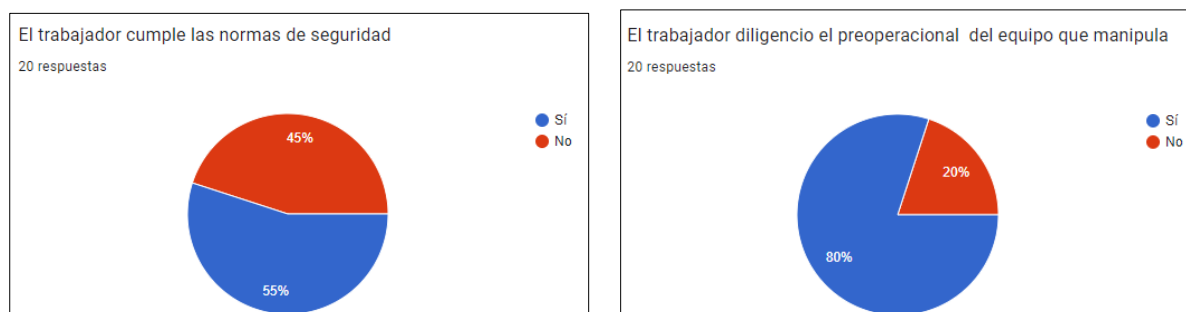 El trabajador cumple las normas de seguridad
20 respuestas
Sí
No
45%
55%
El trabajador diligencio el preoperacional  del equipo que manipula
20 respuestas
Sí
No
20%
80%